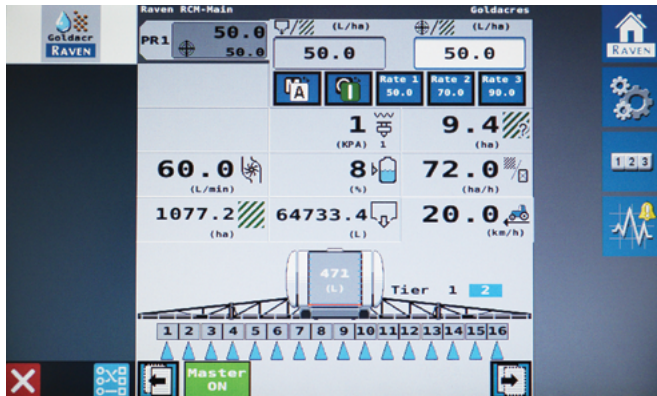 Raven RCM-Main
Goldacres
Goldacr
RAVEN
PR1
50.0
50.0
(L/ha)
50.0
(L/ha)
50.0
RAVEN
A
Rate 1
50.0
Rate 2
70.0
Rate 3
90.0
1
(KPA) 1
9.4
(ha)
?
1 2 3
60.0
(L/min)
8
(%)
72.0
(ha/h)
1077.2
(ha)
64733.4
(L)
20.0
(km/h)
471
(L)
Tier 1 2
1 2 3 4 5 6 7 8 9 10 11 12 13 14 15 16
Master
ON